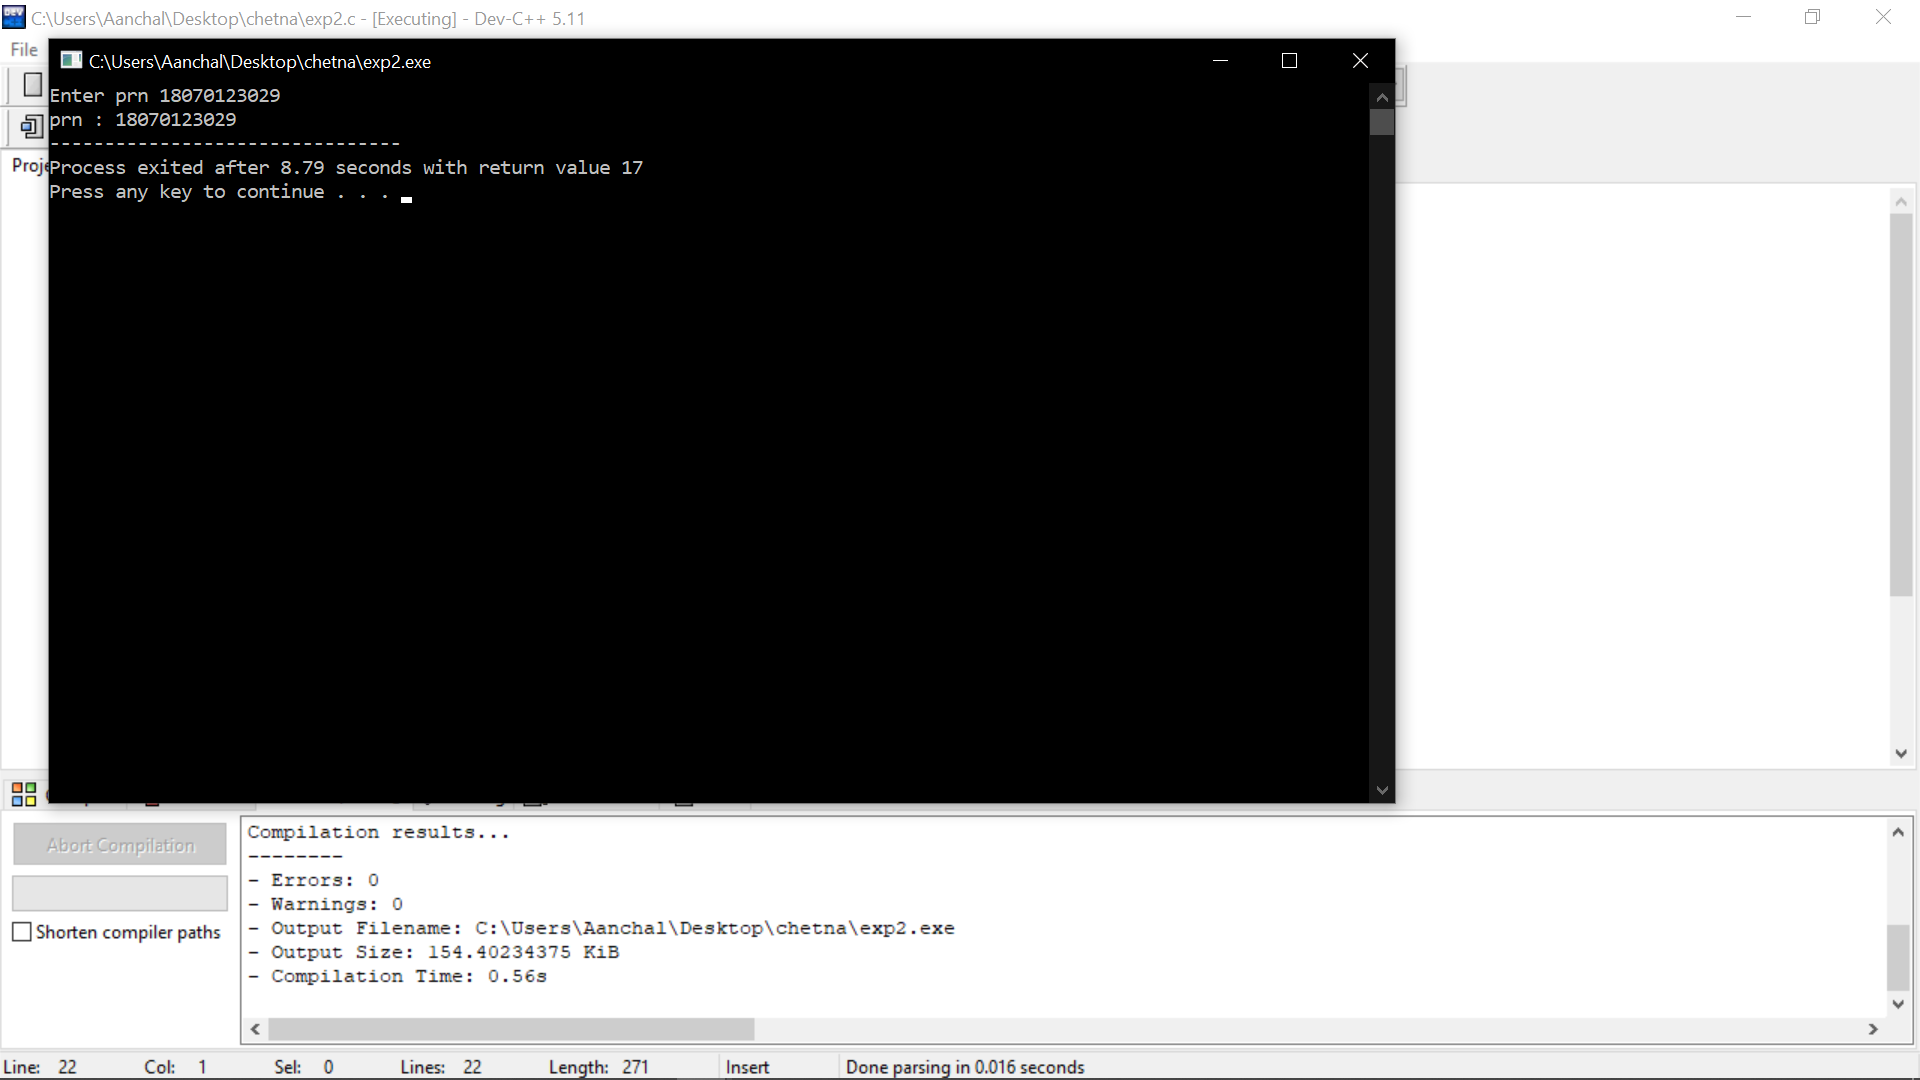 C:\Users\Aanchal\Desktop\chetna\exp2.c - [Executing] - Dev-C++ 5.11
File
C:\Users\Aanchal\Desktop\chetna\exp2.exe
Enter prn 18070123029
prn : 18070123029
--------------------------------
Process exited after 8.79 seconds with return value 17
Press any key to continue . . .
Abort Compilation
Shorten compiler paths
Compilation results...
--------
- Errors: 0
- Warnings: 0
- Output Filename: C:\Users\Aanchal\Desktop\chetna\exp2.exe
- Output Size: 154.40234375 KiB
- Compilation Time: 0.56s
Line: 22 Col: 1 Sel: 0 Lines: 22 Length: 271 Insert Done parsing in 0.016 seconds